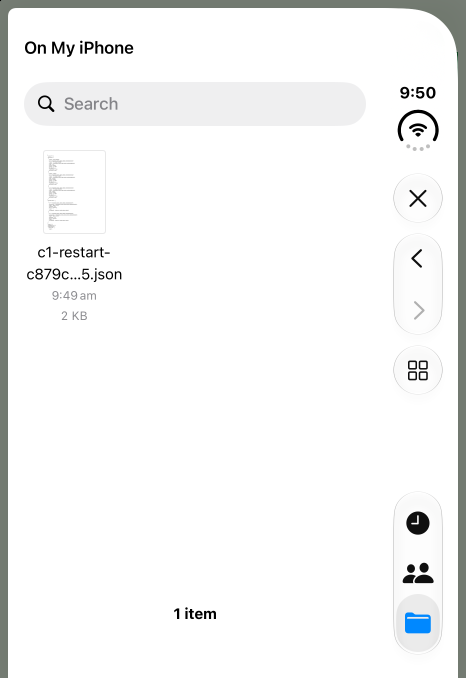 On My iPhone
9:50
Search
c1-restart-
c879c...5.json
9:49 am
2 KB
1 item